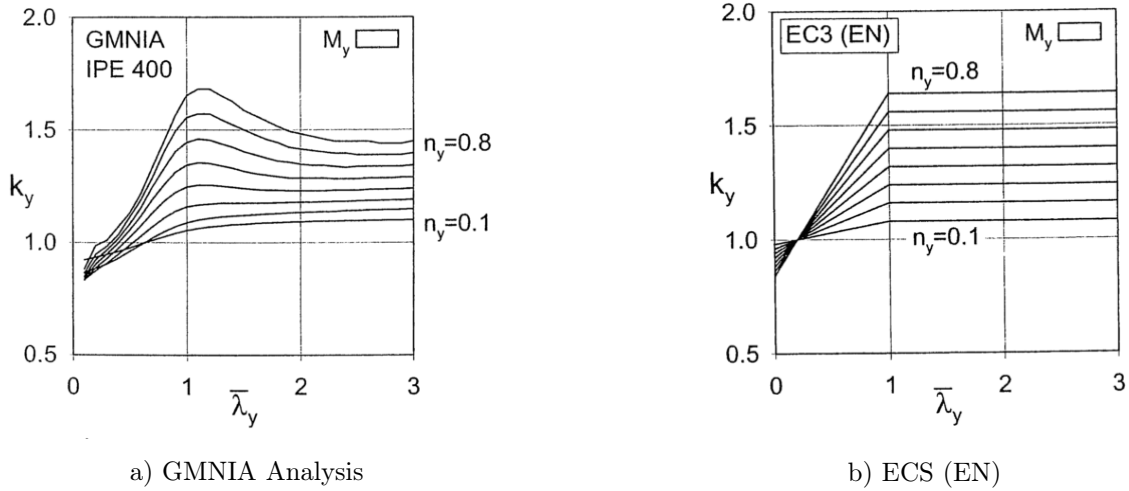 2.0
GMNIA
IPE 400
M_y
1.5
n_y=0.8
k_y
1.0
n_y=0.1
0.5
0 1 2 3
λ̅_y
a) GMNIA Analysis
2.0
EC3 (EN)
M_y
n_y=0.8
1.5
k_y
1.0
n_y=0.1
0.5
0 1 2 3
λ̅_y
b) ECS (EN)